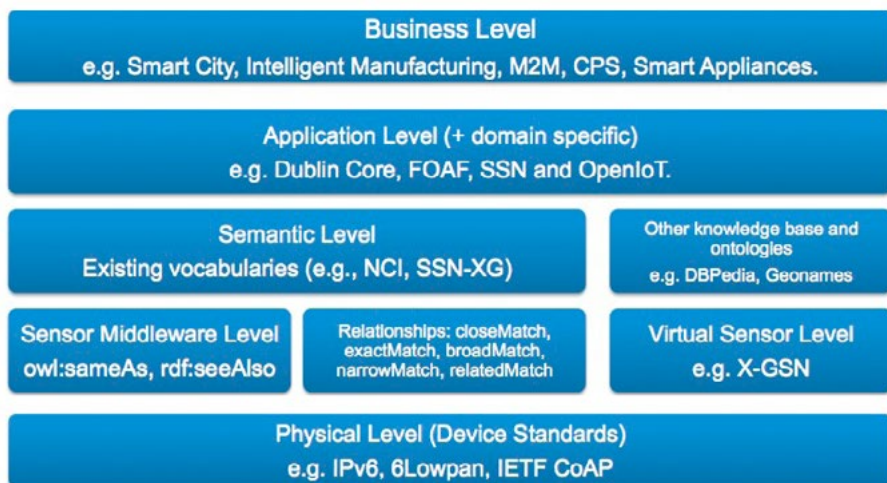 Business Level
e.g. Smart City, Intelligent Manufacturing, M2M, CPS, Smart Appliances.
Application Level (+ domain specific)
e.g. Dublin Core, FOAF, SSN and OpenIoT.
Semantic Level
Existing vocabularies (e.g., NCI, SSN-XG)
Other knowledge base and
ontologies
e.g. DBPedia, Geonames
Sensor Middleware Level
owl:sameAs, rdf:seeAlso
Relationships: closeMatch,
exactMatch, broadMatch,
narrowMatch, relatedMatch
Virtual Sensor Level
e.g. X-GSN
Physical Level (Device Standards)
e.g. IPv6, 6Lowpan, IETF CoAP